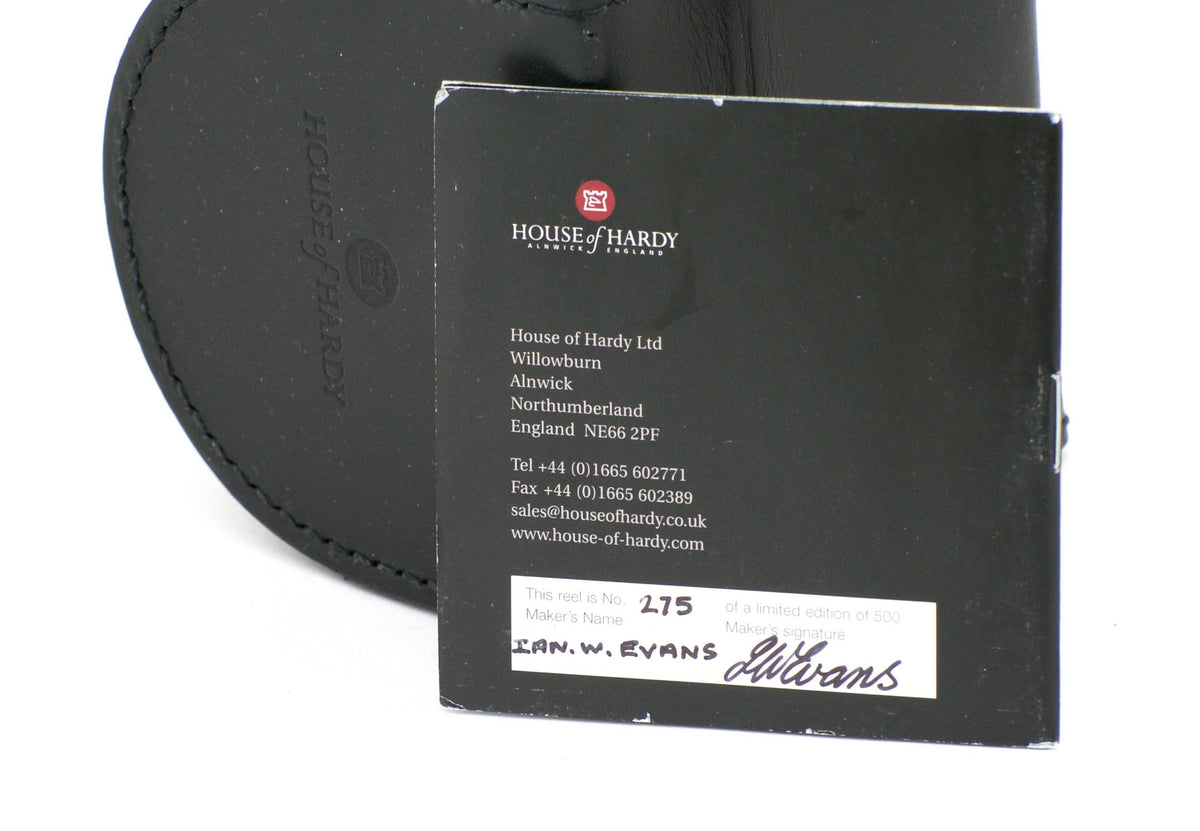 HOUSE of HARDY
HOUSE of HARDY
ALNWICK ENGLAND
House of Hardy Ltd
Willowburn
Alnwick
Northumberland
England NE66 2PF
Tel +44 (0)1665 602771
Fax +44 (0)1665 602389
sales@houseofhardy.co.uk
www.house-of-hardy.com
This reel is No. 275 of a limited edition of 500
Maker's Name Maker's signature
IAN. W. EVANS IWEvans